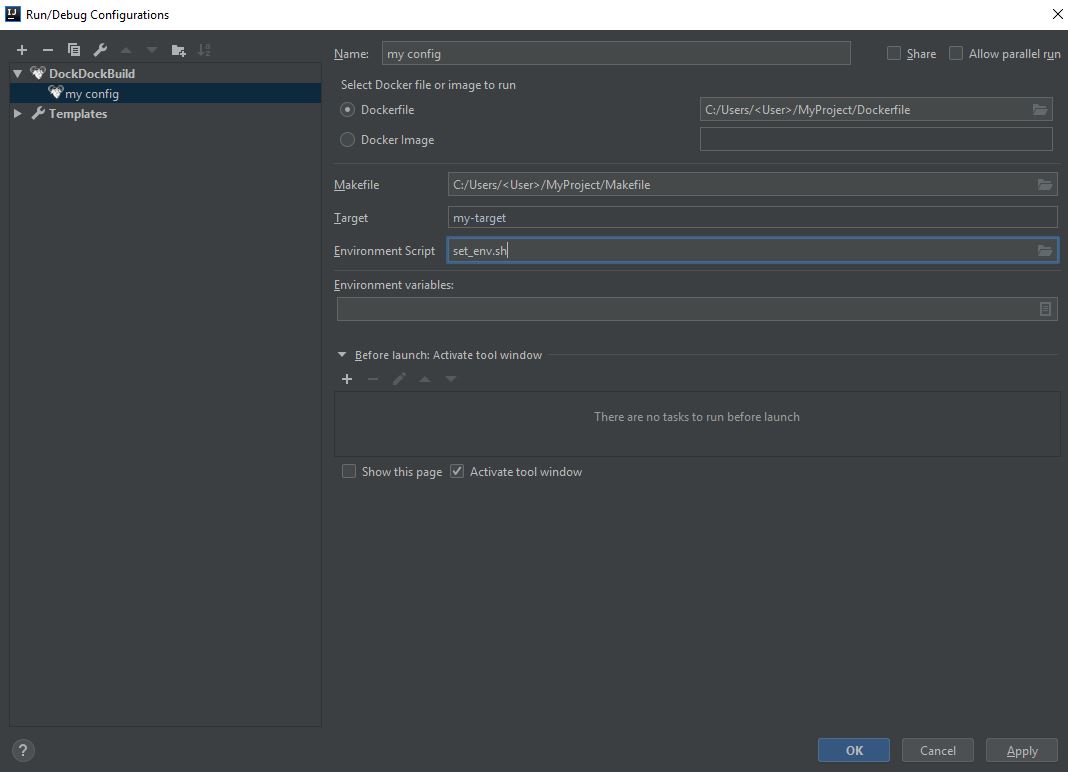 IJ Run/Debug Configurations
DockDockBuild
my config
Templates
Name: my config Share Allow parallel run
Select Docker file or image to run
Dockerfile C:/Users/<User>/MyProject/Dockerfile
Docker Image
Makefile C:/Users/<User>/MyProject/Makefile
Target my-target
Environment Script set_env.sh
Environment variables:
Before launch: Activate tool window
There are no tasks to run before launch
Show this page Activate tool window
? OK Cancel Apply